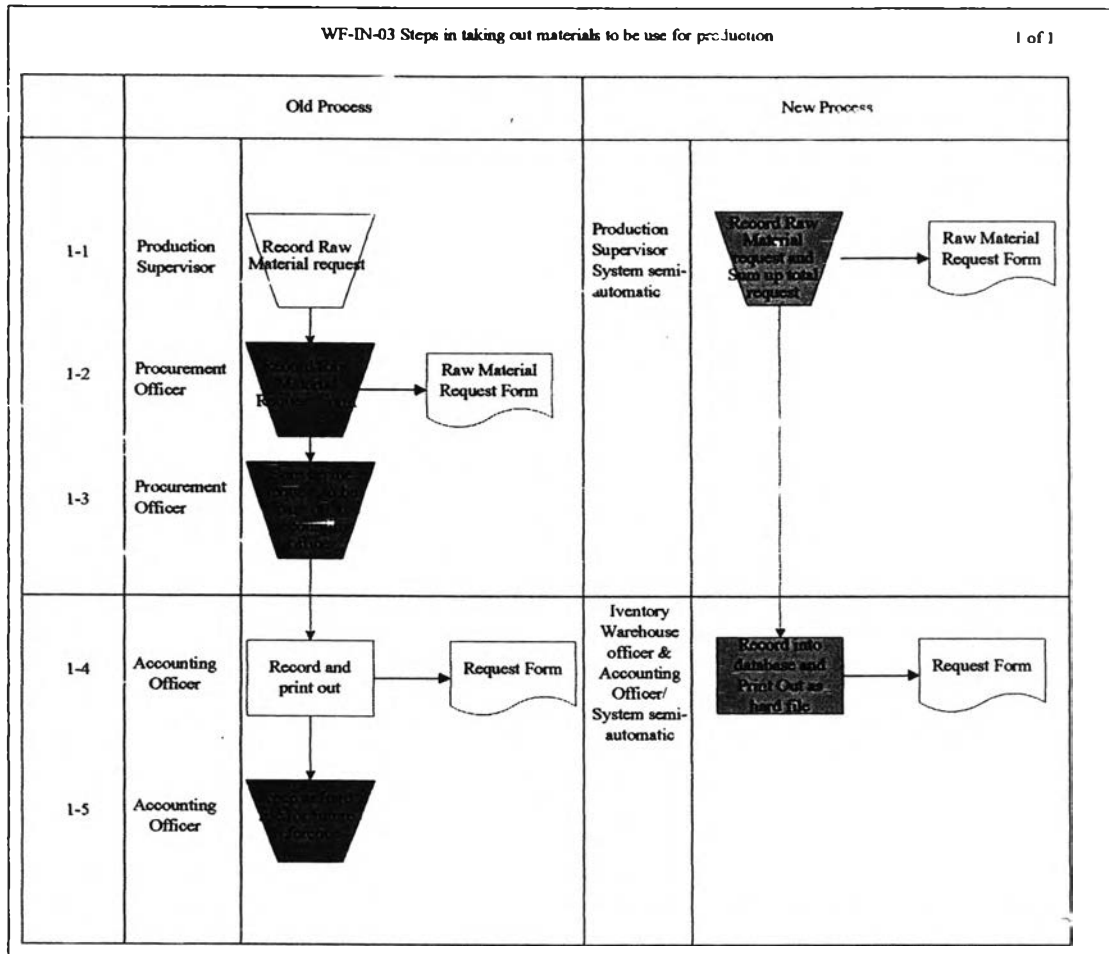 WF-IN-03 Steps in taking out materials to be use for production
1 of 1
Old Process
New Process
1-1
Production
Supervisor
Record Raw
Material request
Production
Supervisor
System semi-
automatic
Record Raw
Material
request and
Sum up total
request
Raw Material
Request Form
1-2
Procurement
Officer
Record Raw
Material
Raw Material
Request Form
1-3
Procurement
Officer
1-4
Accounting
Officer
Record and
print out
Request Form
Iventory
Warehouse
officer &
Accounting
Officer/
System semi-
automatic
Record into
database and
Print Out as
hard file
Request Form
1-5
Accounting
Officer